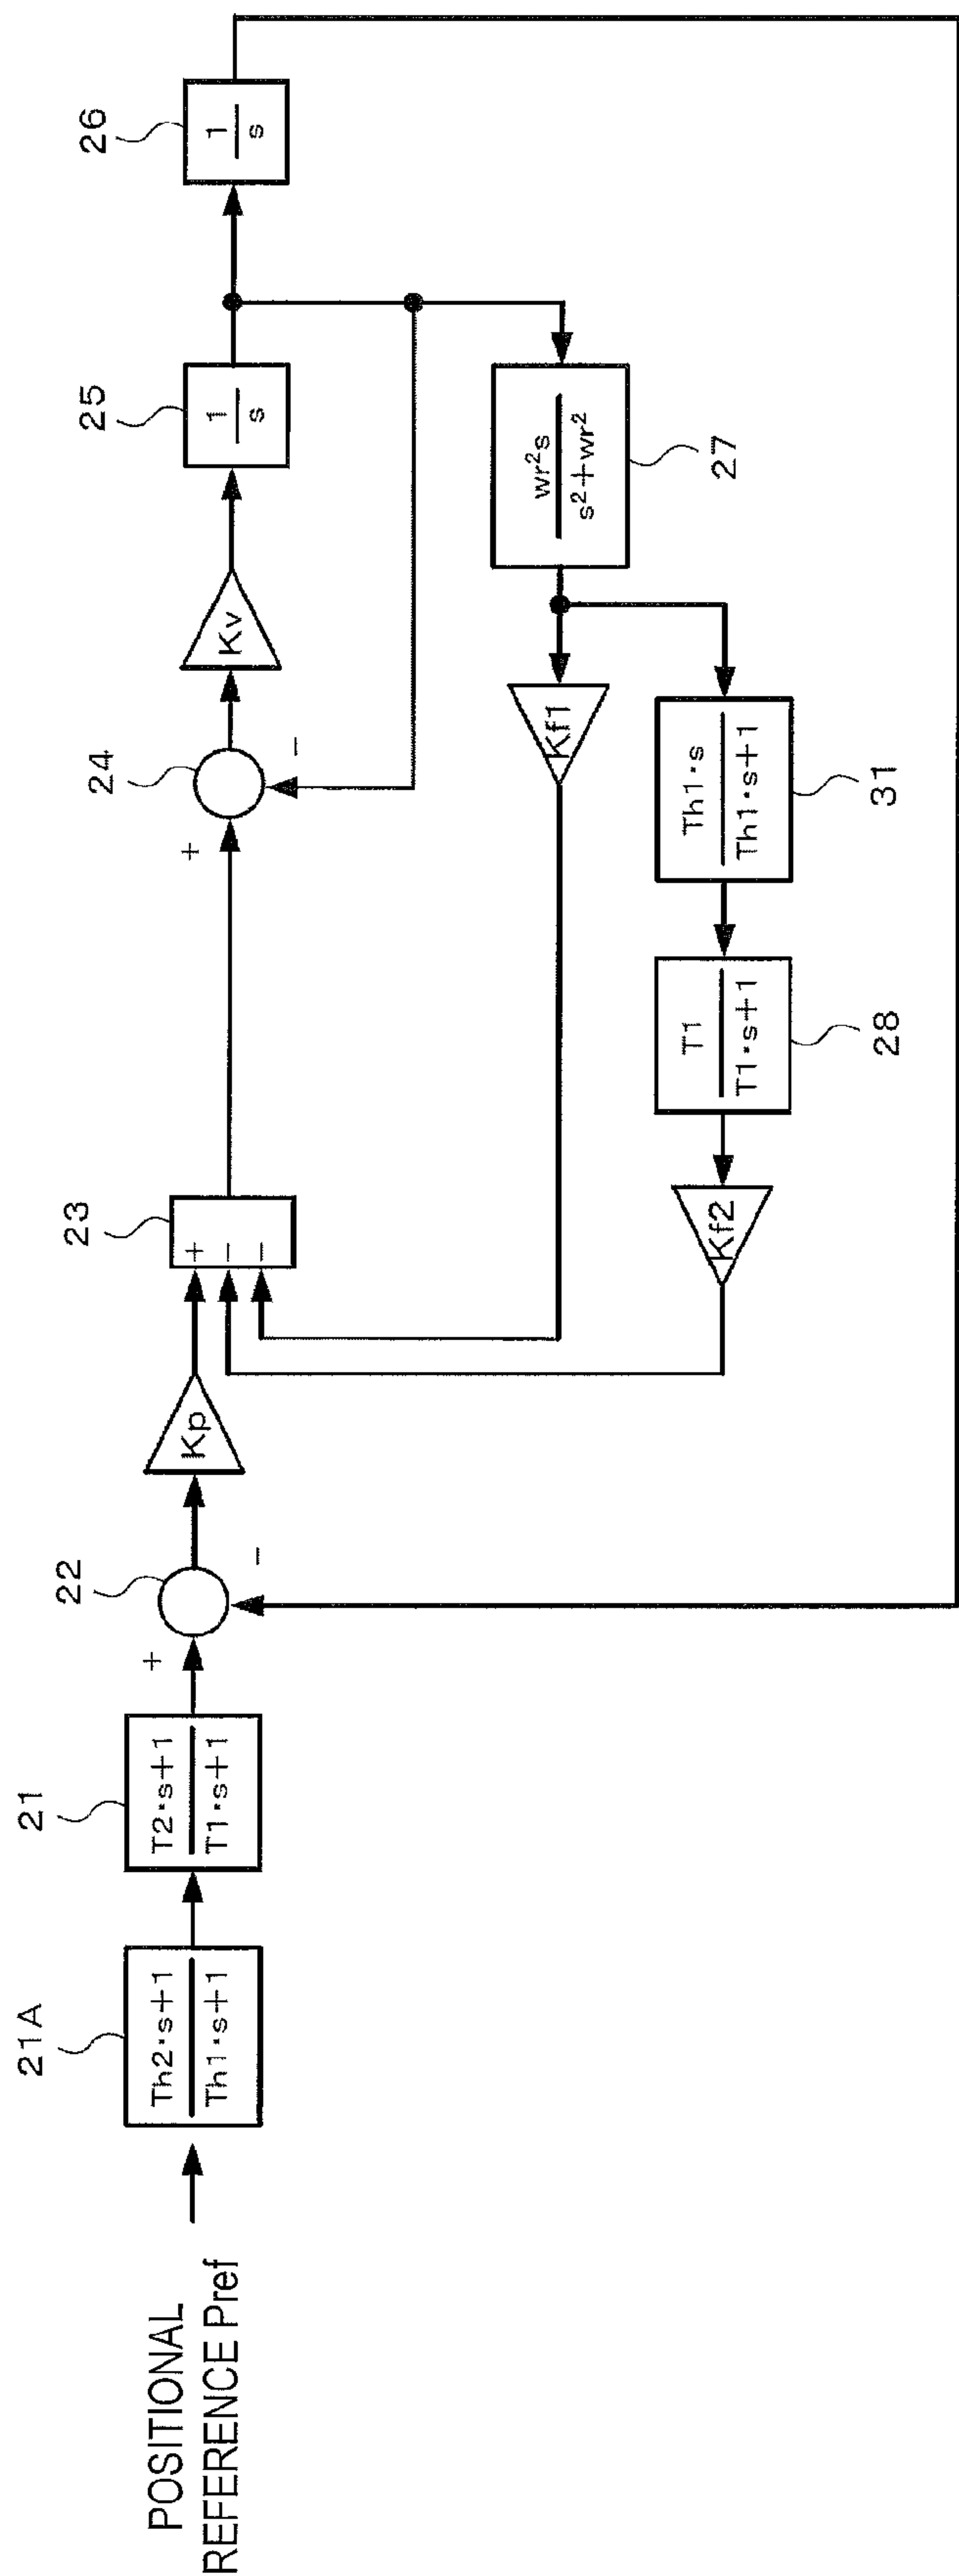 POSITIONAL
REFERENCE Pref
21A
Th2·s+1
Th1·s+1
21
T2·s+1
T1·s+1
22
+
-
Kp
23
+
-
-
24
+
-
Kv
25
1
s
26
1
s
wr²s
s²+wr²
27
Kf1
Th1·s
Th1·s+1
31
T1
T1·s+1
28
Kf2